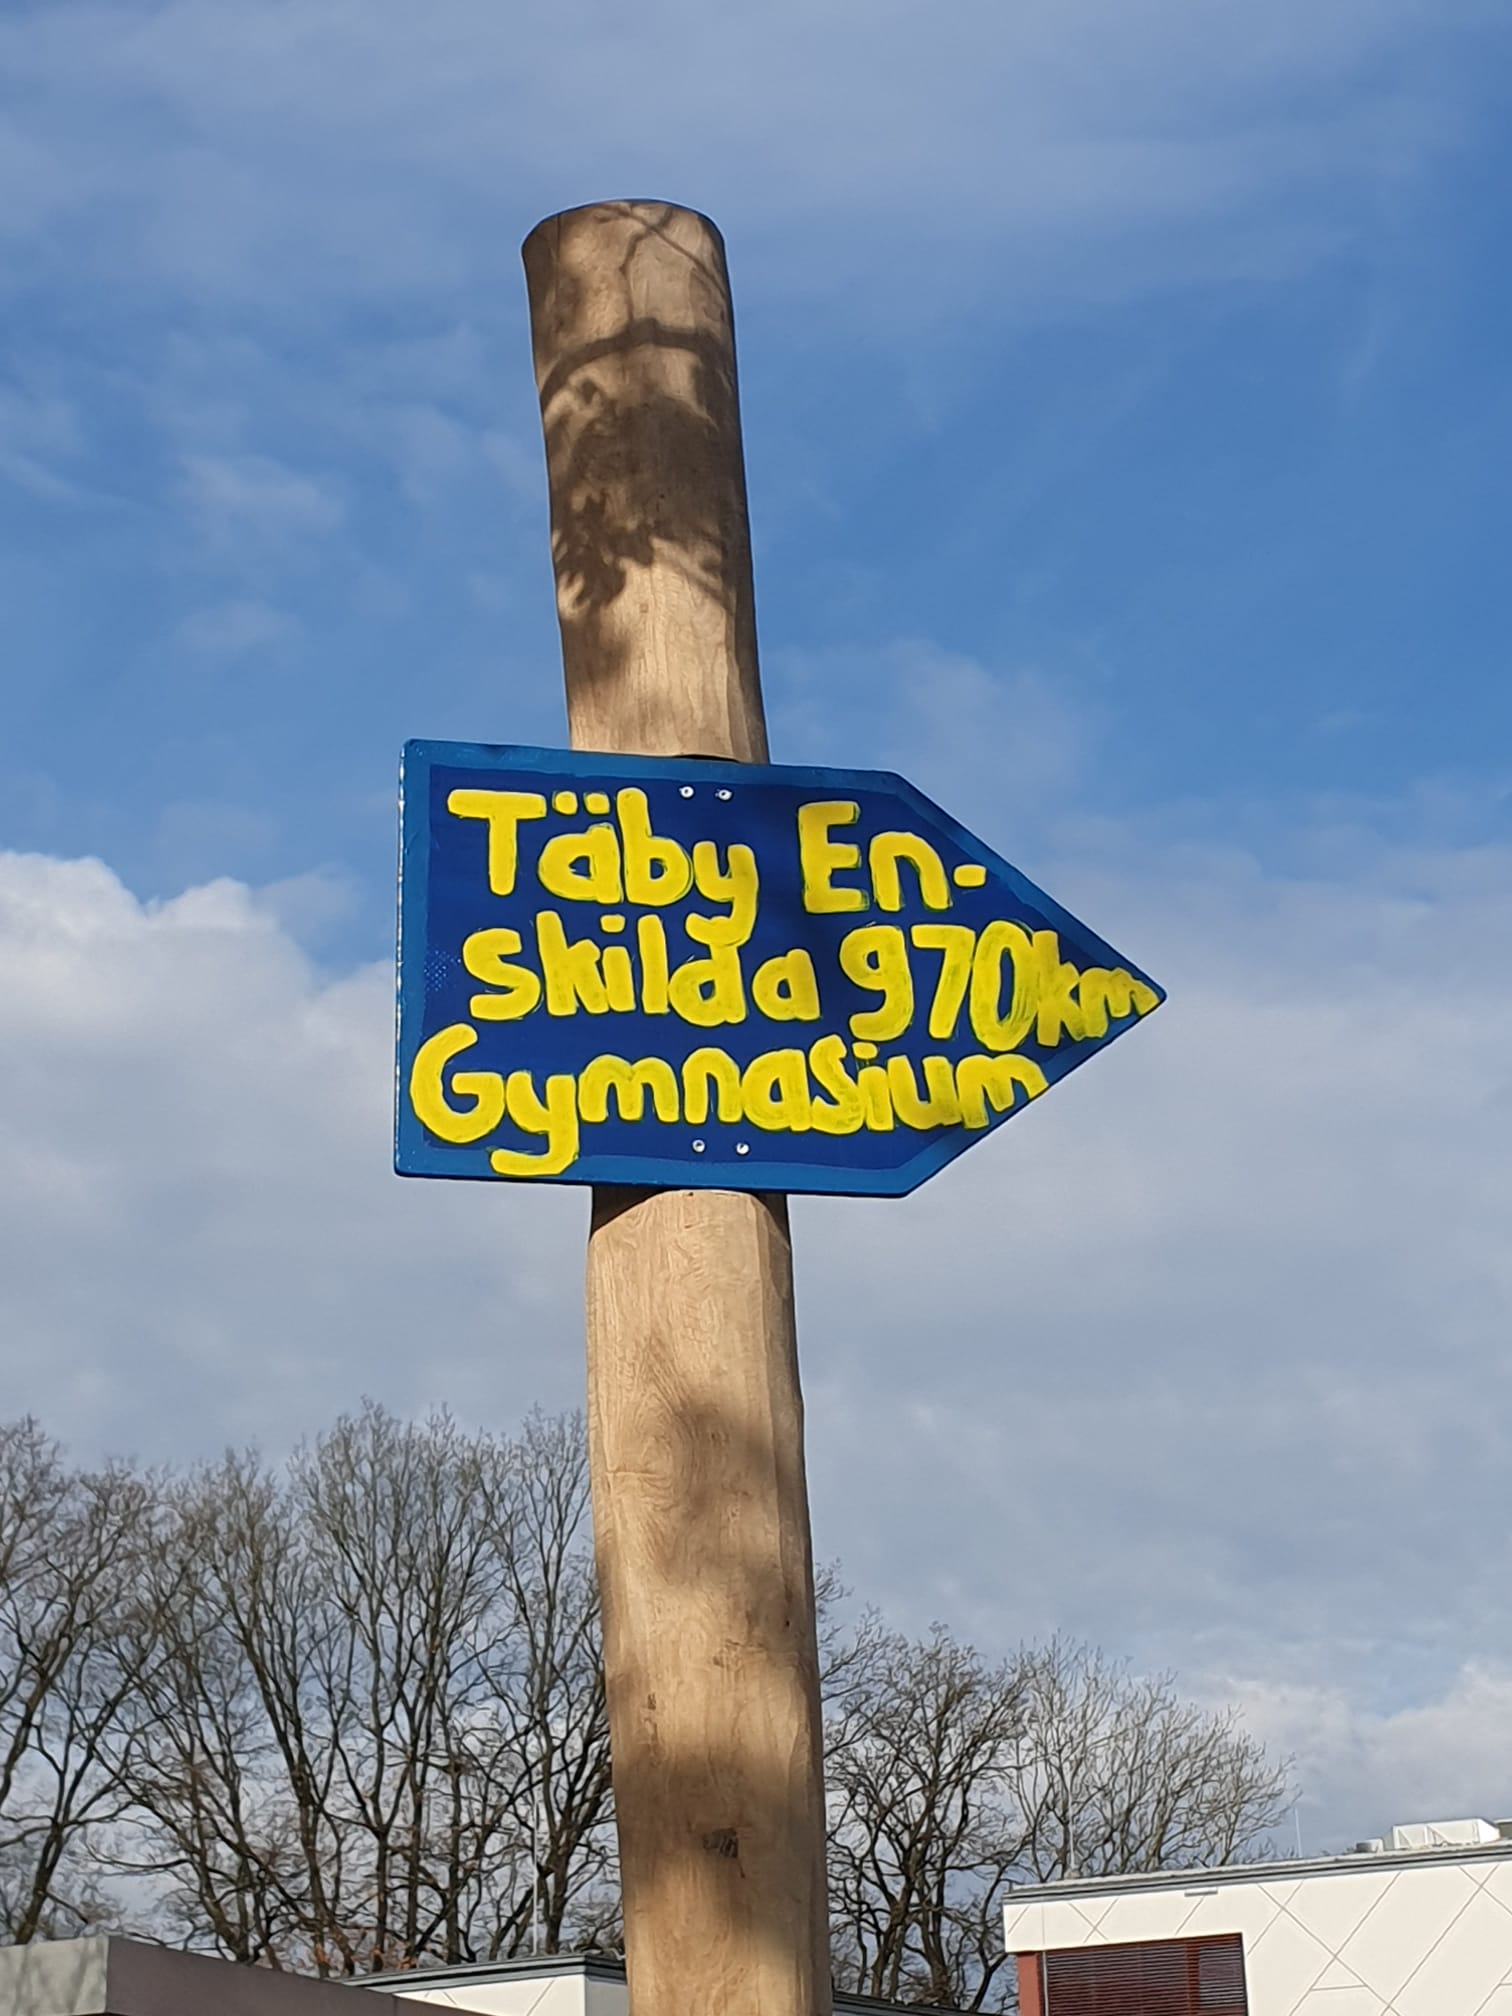 Täby En-
skilda 970km
Gymnasium